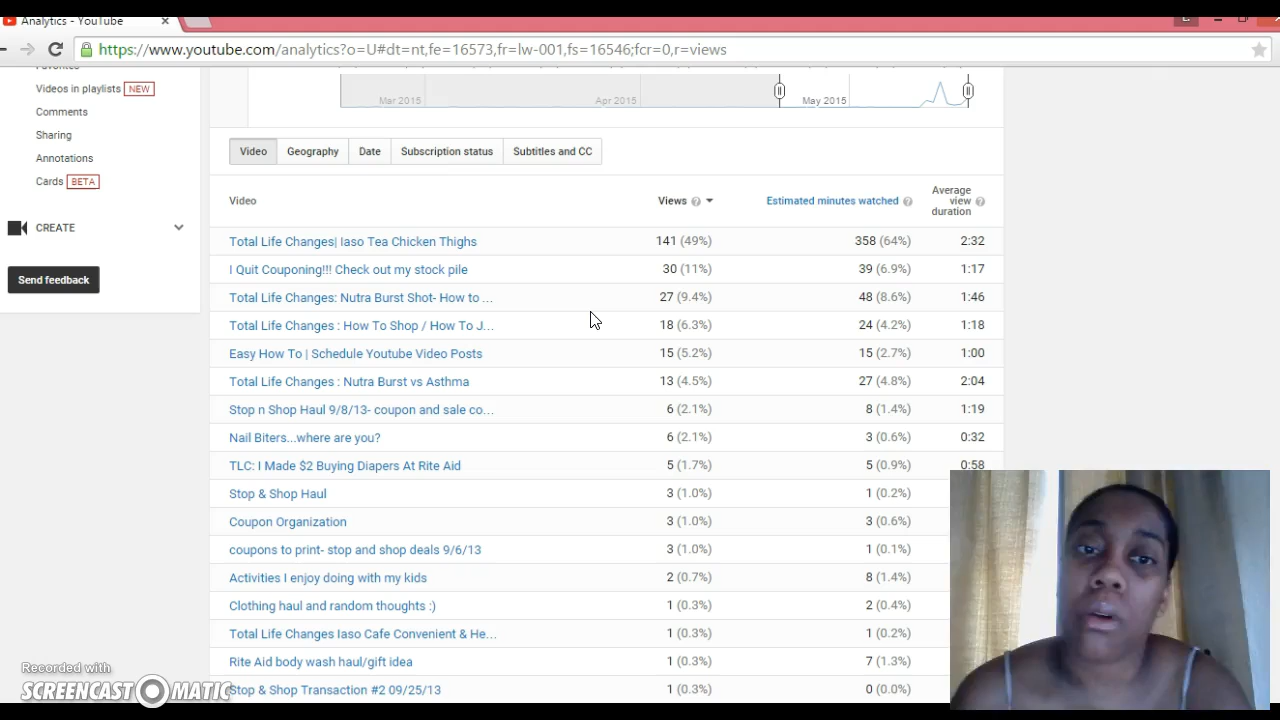 Analytics - YouTube
https://www.youtube.com/analytics?o=U#dt=nt,fe=16573,fr=lw-001,fs=16546;fcr=0,r=views
Favorites
Videos in playlists NEW
Comments
Sharing
Annotations
Cards BETA
CREATE
Send feedback
Mar 2015 Apr 2015 May 2015
Video Geography Date Subscription status Subtitles and CC
Video Views ? Estimated minutes watched ? Average view duration ?
Total Life Changes| Iaso Tea Chicken Thighs 141 (49%) 358 (64%) 2:32
I Quit Couponing!!! Check out my stock pile 30 (11%) 39 (6.9%) 1:17
Total Life Changes: Nutra Burst Shot- How to ... 27 (9.4%) 48 (8.6%) 1:46
Total Life Changes : How To Shop / How To J... 18 (6.3%) 24 (4.2%) 1:18
Easy How To | Schedule Youtube Video Posts 15 (5.2%) 15 (2.7%) 1:00
Total Life Changes : Nutra Burst vs Asthma 13 (4.5%) 27 (4.8%) 2:04
Stop n Shop Haul 9/8/13- coupon and sale co... 6 (2.1%) 8 (1.4%) 1:19
Nail Biters...where are you? 6 (2.1%) 3 (0.6%) 0:32
TLC: I Made $2 Buying Diapers At Rite Aid 5 (1.7%) 5 (0.9%) 0:58
Stop & Shop Haul 3 (1.0%) 1 (0.2%)
Coupon Organization 3 (1.0%) 3 (0.6%)
coupons to print- stop and shop deals 9/6/13 3 (1.0%) 1 (0.1%)
Activities I enjoy doing with my kids 2 (0.7%) 8 (1.4%)
Clothing haul and random thoughts :) 1 (0.3%) 2 (0.4%)
Total Life Changes Iaso Cafe Convenient & He... 1 (0.3%) 1 (0.2%)
Rite Aid body wash haul/gift idea 1 (0.3%) 7 (1.3%)
Stop & Shop Transaction #2 09/25/13 1 (0.3%) 0 (0.0%)
Recorded with
SCREENCAST MATIC